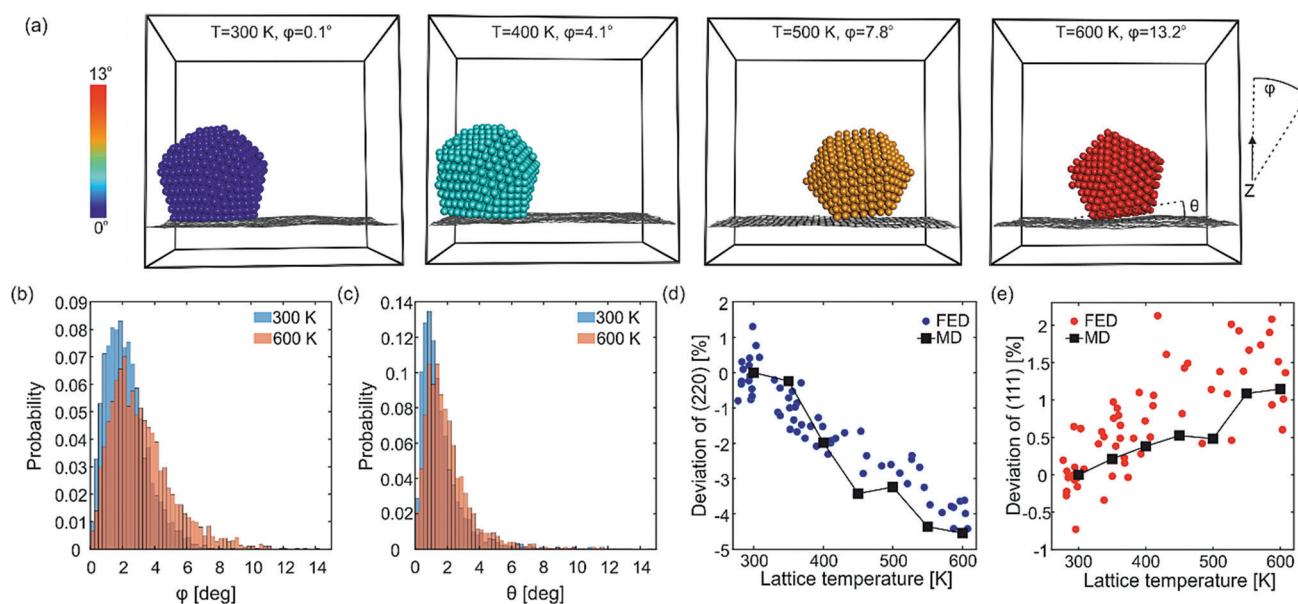 (a)
T=300 K, φ=0.1°
T=400 K, φ=4.1°
T=500 K, φ=7.8°
T=600 K, φ=13.2°
13°
0°
φ
Z
θ
(b)
0.09
0.08
0.07
0.06
0.05
0.04
0.03
0.02
0.01
0
Probability
300 K
600 K
0 2 4 6 8 10 12 14
φ [deg]
(c)
0.14
0.12
0.10
0.08
0.06
0.04
0.02
0
Probability
300 K
600 K
0 2 4 6 8 10 12 14
θ [deg]
(d)
2
1
0
-1
-2
-3
-4
-5
Deviation of (220) [%]
FED
MD
300 400 500 600
Lattice temperature [K]
(e)
2
1.5
1
0.5
0
-0.5
-1
Deviation of (111) [%]
FED
MD
300 400 500 600
Lattice temperature [K]